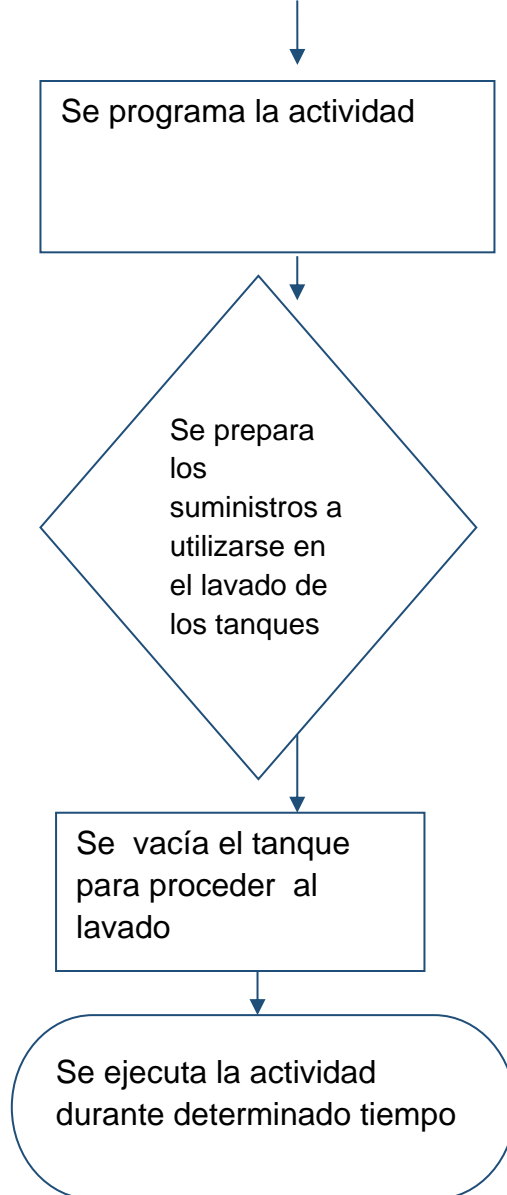 Se programa la actividad
Se prepara
los
suministros a
utilizarse en
el lavado de
los tanques
Se  vacía el tanque
para proceder  al
lavado
Se ejecuta la actividad
durante determinado tiempo